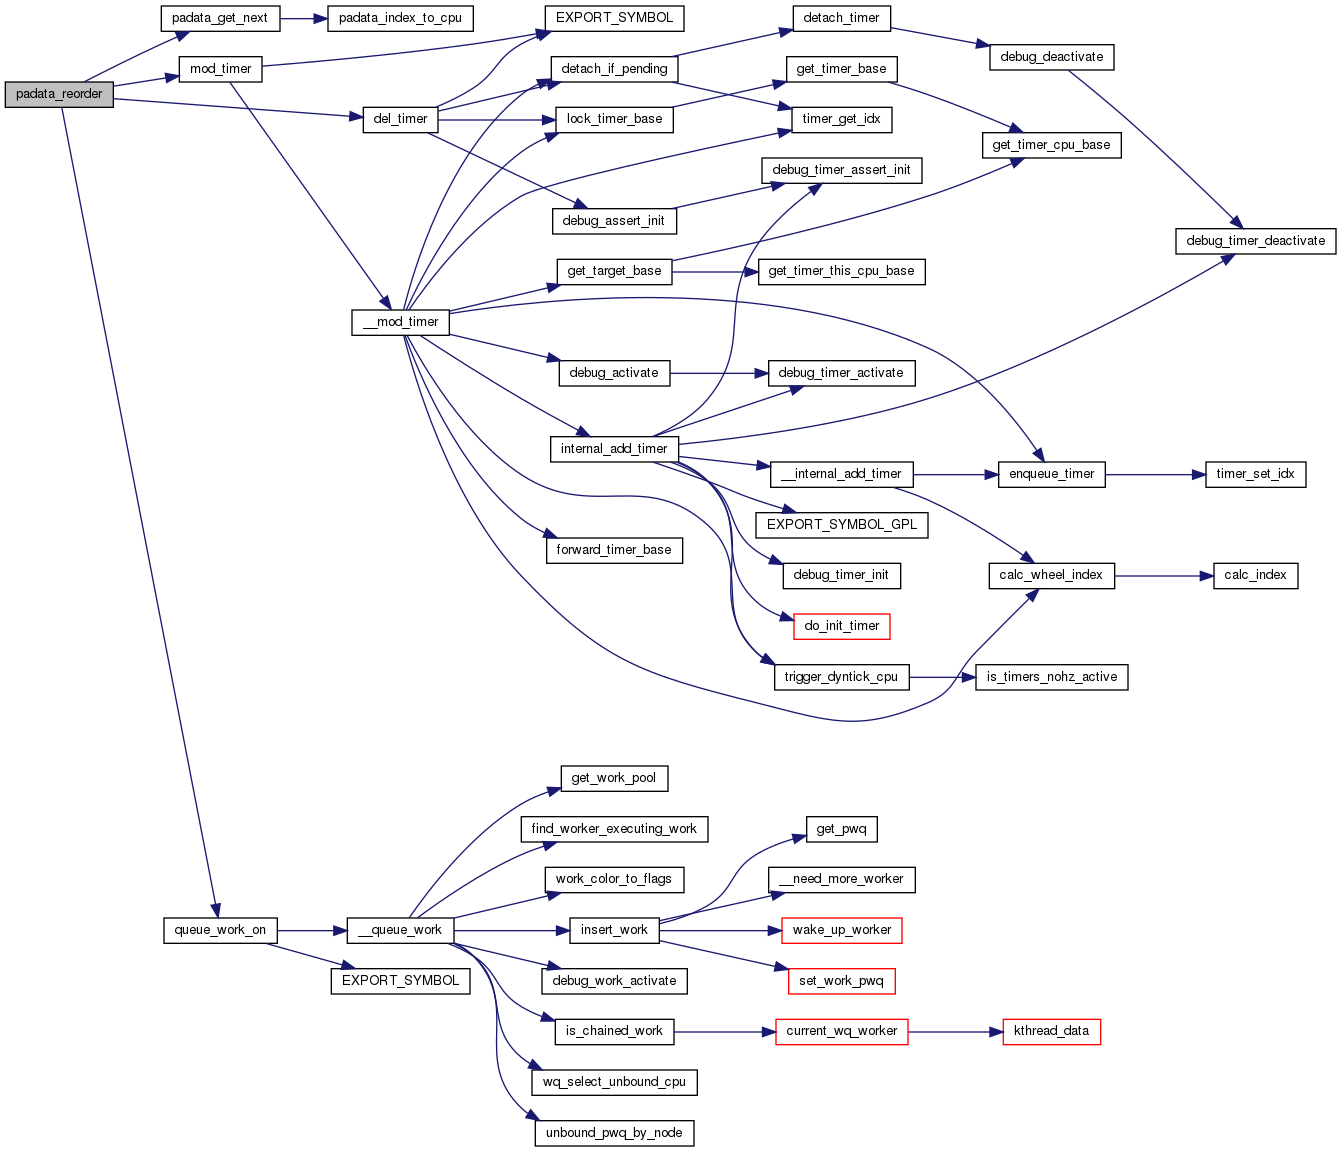 padata_get_next
padata_index_to_cpu
EXPORT_SYMBOL
detach_timer
mod_timer
detach_if_pending
get_timer_base
debug_deactivate
padata_reorder
del_timer
lock_timer_base
timer_get_idx
get_timer_cpu_base
debug_timer_assert_init
debug_assert_init
debug_timer_deactivate
get_target_base
get_timer_this_cpu_base
__mod_timer
debug_activate
debug_timer_activate
internal_add_timer
__internal_add_timer
enqueue_timer
timer_set_idx
EXPORT_SYMBOL_GPL
forward_timer_base
debug_timer_init
calc_wheel_index
calc_index
do_init_timer
trigger_dyntick_cpu
is_timers_nohz_active
get_work_pool
find_worker_executing_work
get_pwq
work_color_to_flags
__need_more_worker
queue_work_on
__queue_work
insert_work
wake_up_worker
EXPORT_SYMBOL
debug_work_activate
set_work_pwq
is_chained_work
current_wq_worker
kthread_data
wq_select_unbound_cpu
unbound_pwq_by_node